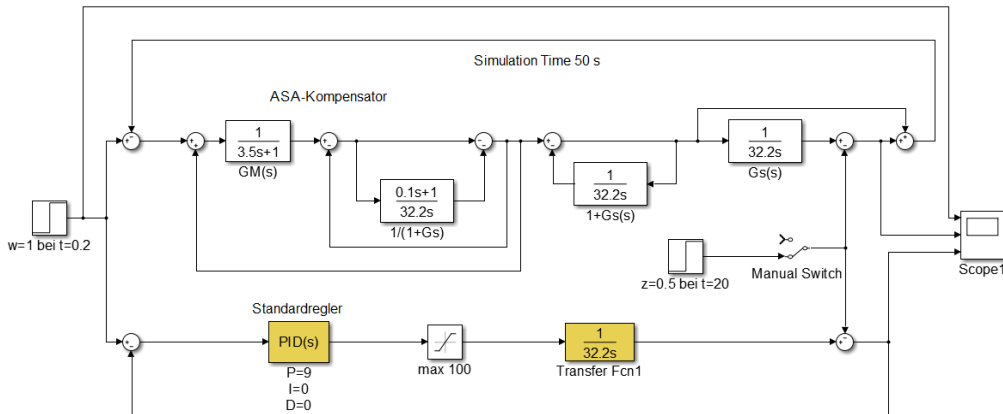 Simulation Time 50 s
ASA-Kompensator
1
3.5s+1
GM(s)
0.1s+1
32.2s
1/(1+Gs)
1
32.2s
1+Gs(s)
1
32.2s
Gs(s)
w=1 bei t=0.2
z=0.5 bei t=20
Manual Switch
Scope1
Standardregler
PID(s)
P=9
I=0
D=0
max 100
1
32.2s
Transfer Fcn1